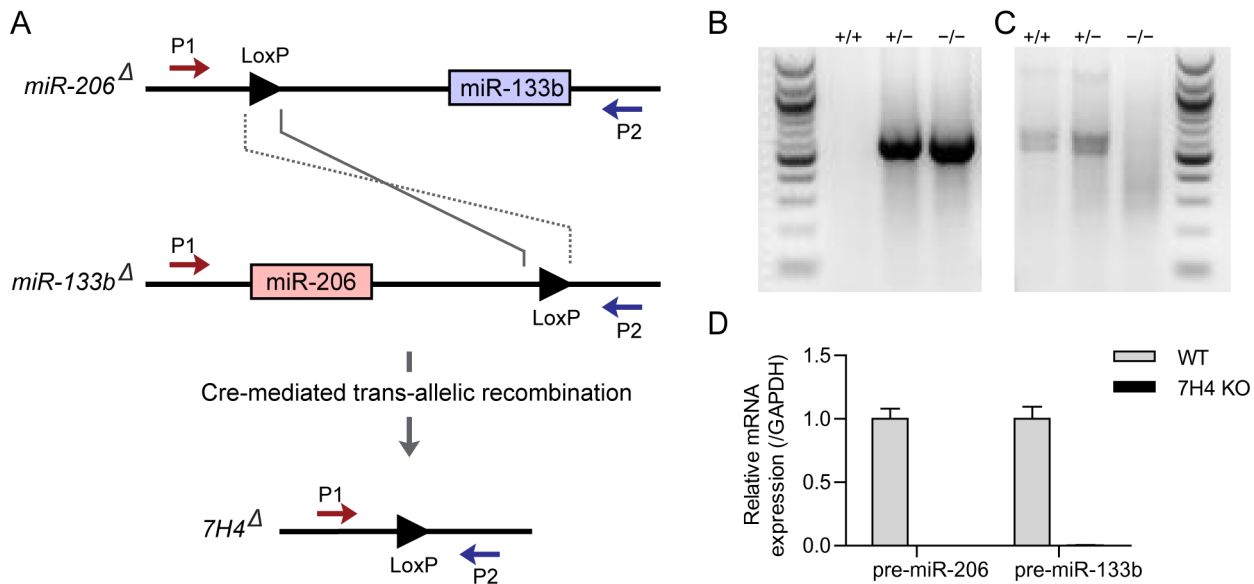 A
P1
LoxP
miR-206Δ
miR-133b
P2
P1
miR-133bΔ
miR-206
LoxP
P2
Cre-mediated trans-allelic recombination
P1
7H4Δ
LoxP
P2
B
+/+ +/− −/−
C
+/+ +/− −/−
D
Relative mRNA
expression (/GAPDH)
1.5
1.0
0.5
0.0
pre-miR-206 pre-miR-133b
WT
7H4 KO